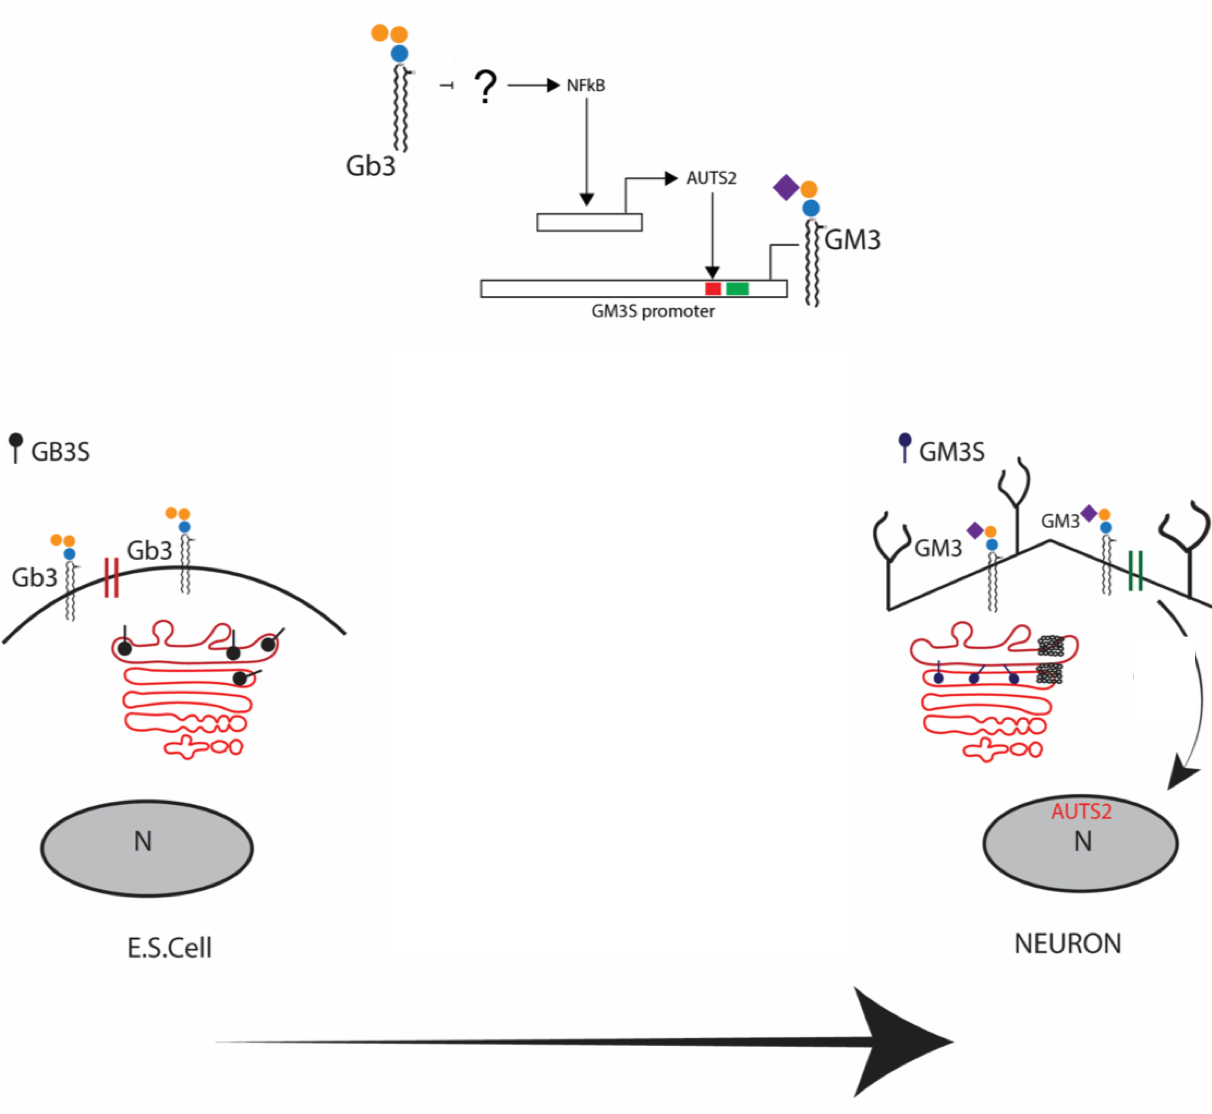 ?
NFkB
Gb3
AUTS2
GM3
GM3S promoter
GB3S
GM3S
Gb3
Gb3
GM3
GM3
N
AUTS2
N
E.S.Cell
NEURON